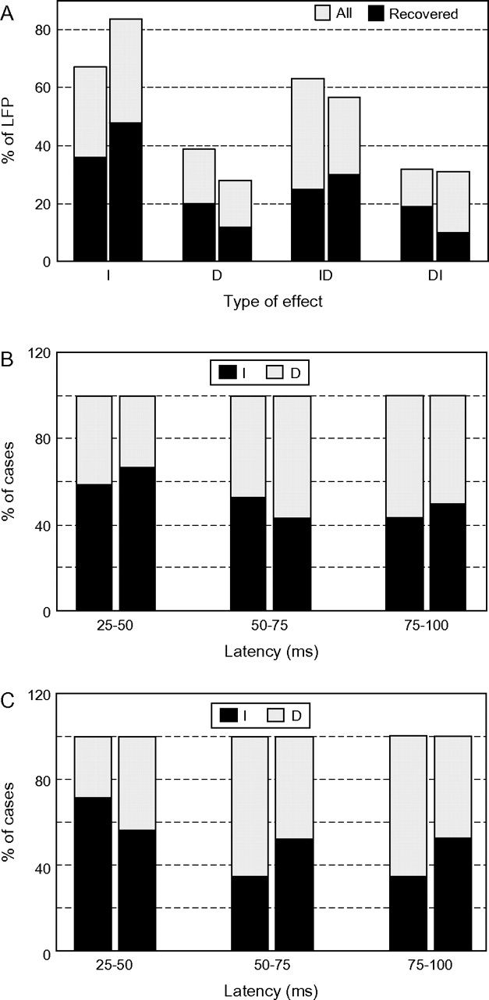 A
All Recovered
80
60
40
20
0
% of LFP
I D ID DI
Type of effect
B
120
I D
80
40
0
% of cases
25-50 50-75 75-100
Latency (ms)
C
120
I D
80
40
0
% of cases
25-50 50-75 75-100
Latency (ms)